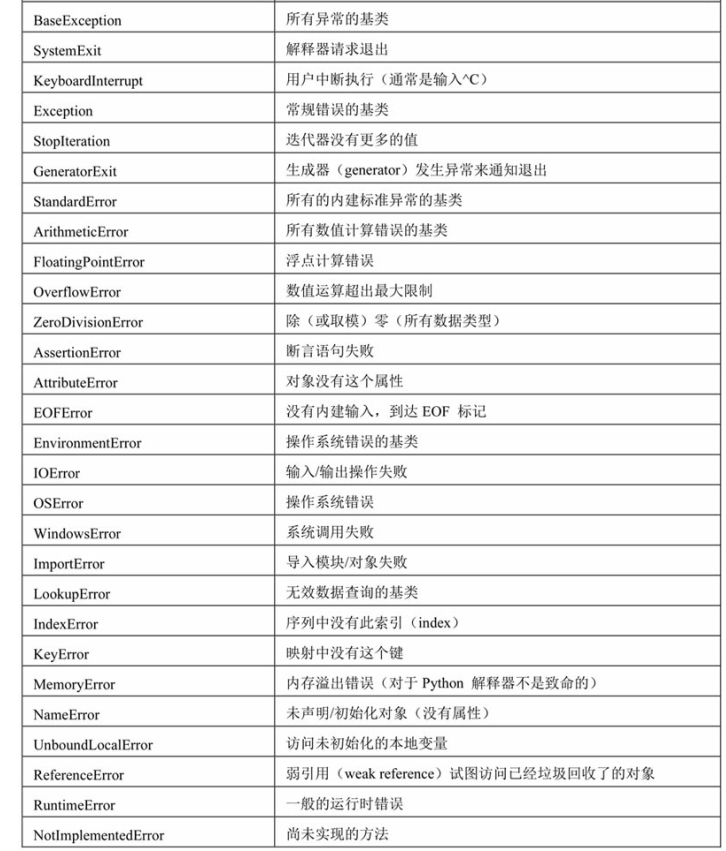 BaseException 所有异常的基类
SystemExit 解释器请求退出
KeyboardInterrupt 用户中断执行（通常是输入^C）
Exception 常规错误的基类
StopIteration 迭代器没有更多的值
GeneratorExit 生成器（generator）发生异常来通知退出
StandardError 所有的内建标准异常的基类
ArithmeticError 所有数值计算错误的基类
FloatingPointError 浮点计算错误
OverflowError 数值运算超出最大限制
ZeroDivisionError 除（或取模）零（所有数据类型）
AssertionError 断言语句失败
AttributeError 对象没有这个属性
EOFError 没有内建输入，到达 EOF 标记
EnvironmentError 操作系统错误的基类
IOError 输入/输出操作失败
OSError 操作系统错误
WindowsError 系统调用失败
ImportError 导入模块/对象失败
LookupError 无效数据查询的基类
IndexError 序列中没有此索引（index）
KeyError 映射中没有这个键
MemoryError 内存溢出错误（对于 Python 解释器不是致命的）
NameError 未声明/初始化对象（没有属性）
UnboundLocalError 访问未初始化的本地变量
ReferenceError 弱引用（weak reference）试图访问已经垃圾回收了的对象
RuntimeError 一般的运行时错误
NotImplementedError 尚未实现的方法